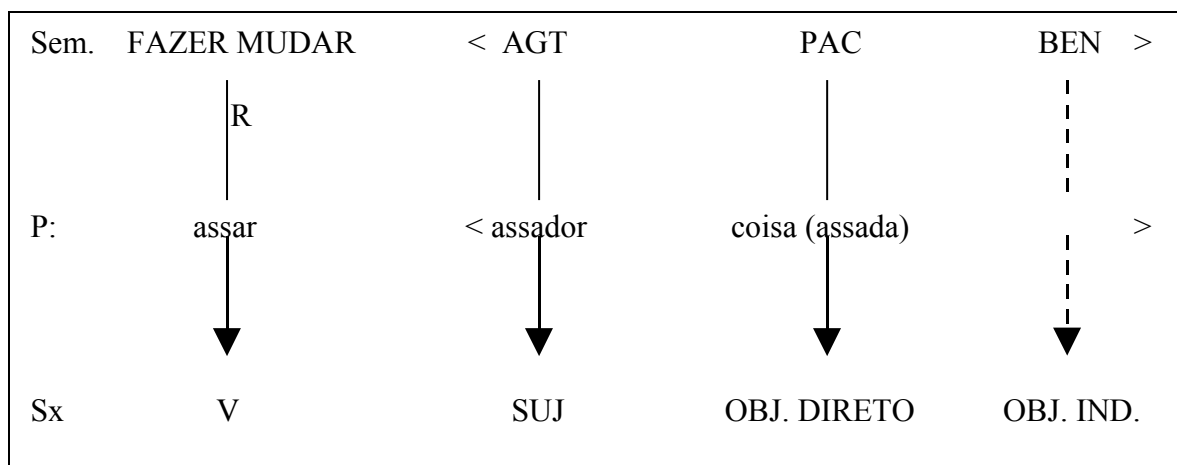 Sem. FAZER MUDAR < AGT PAC BEN >
R
P: assar < assador coisa (assada) >
Sx V SUJ OBJ. DIRETO OBJ. IND.